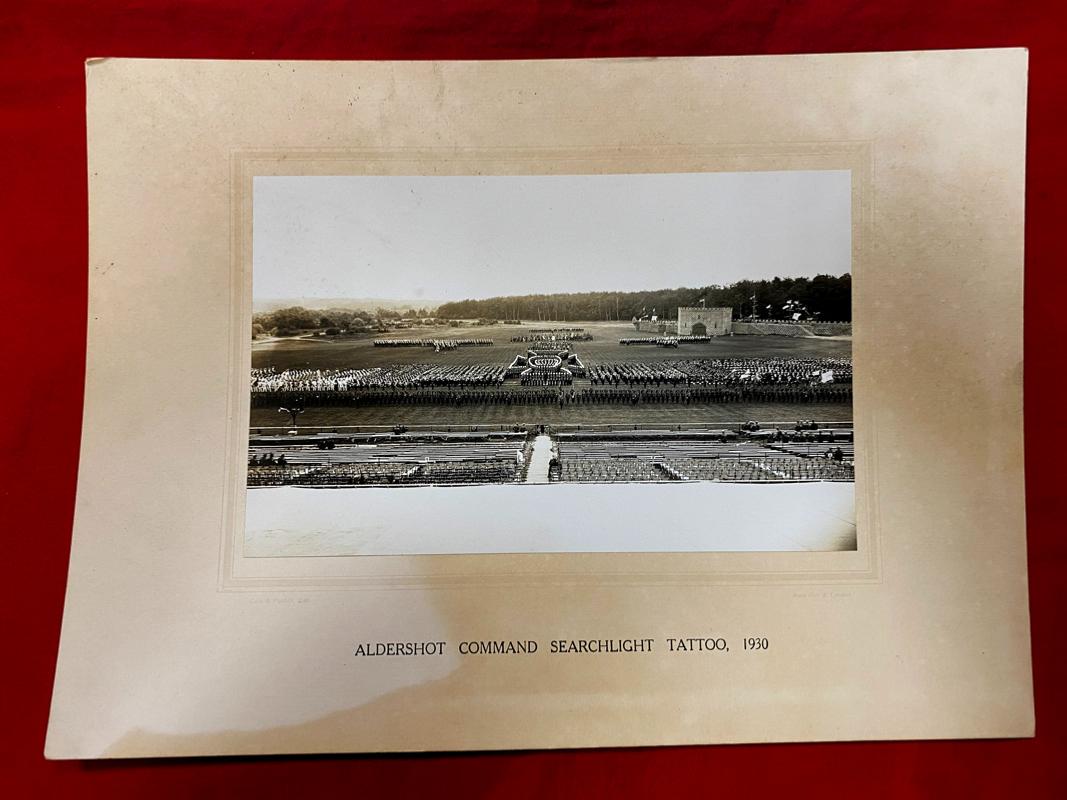 ALDERSHOT COMMAND SEARCHLIGHT TATTOO, 1930